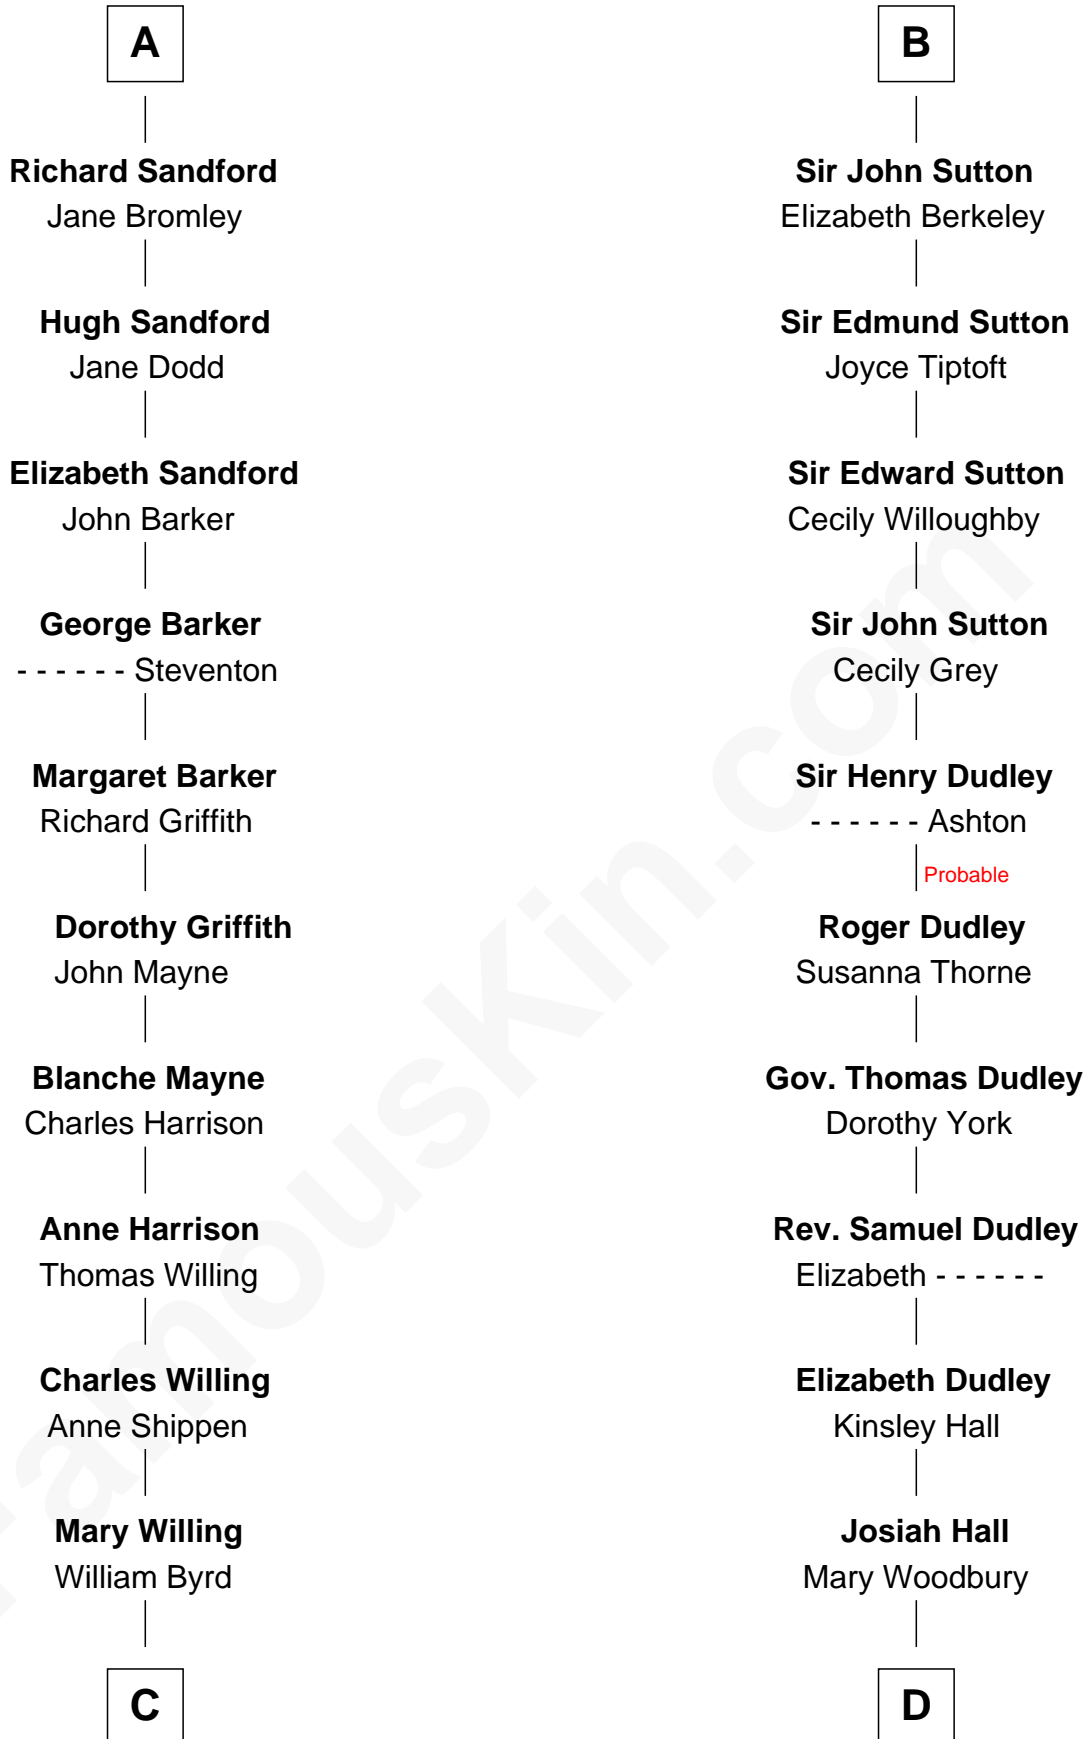 A
Richard Sandford
Jane Bromley
Hugh Sandford
Jane Dodd
Elizabeth Sandford
John Barker
George Barker
- - - - - - Steventon
Margaret Barker
Richard Griffith
Dorothy Griffith
John Mayne
Blanche Mayne
Charles Harrison
Anne Harrison
Thomas Willing
Charles Willing
Anne Shippen
Mary Willing
William Byrd
C
B
Sir John Sutton
Elizabeth Berkeley
Sir Edmund Sutton
Joyce Tiptoft
Sir Edward Sutton
Cecily Willoughby
Sir John Sutton
Cecily Grey
Sir Henry Dudley
- - - - - - Ashton
Probable
Roger Dudley
Susanna Thorne
Gov. Thomas Dudley
Dorothy York
Rev. Samuel Dudley
Elizabeth - - - - - -
Elizabeth Dudley
Kinsley Hall
Josiah Hall
Mary Woodbury
D
FamousKin.com